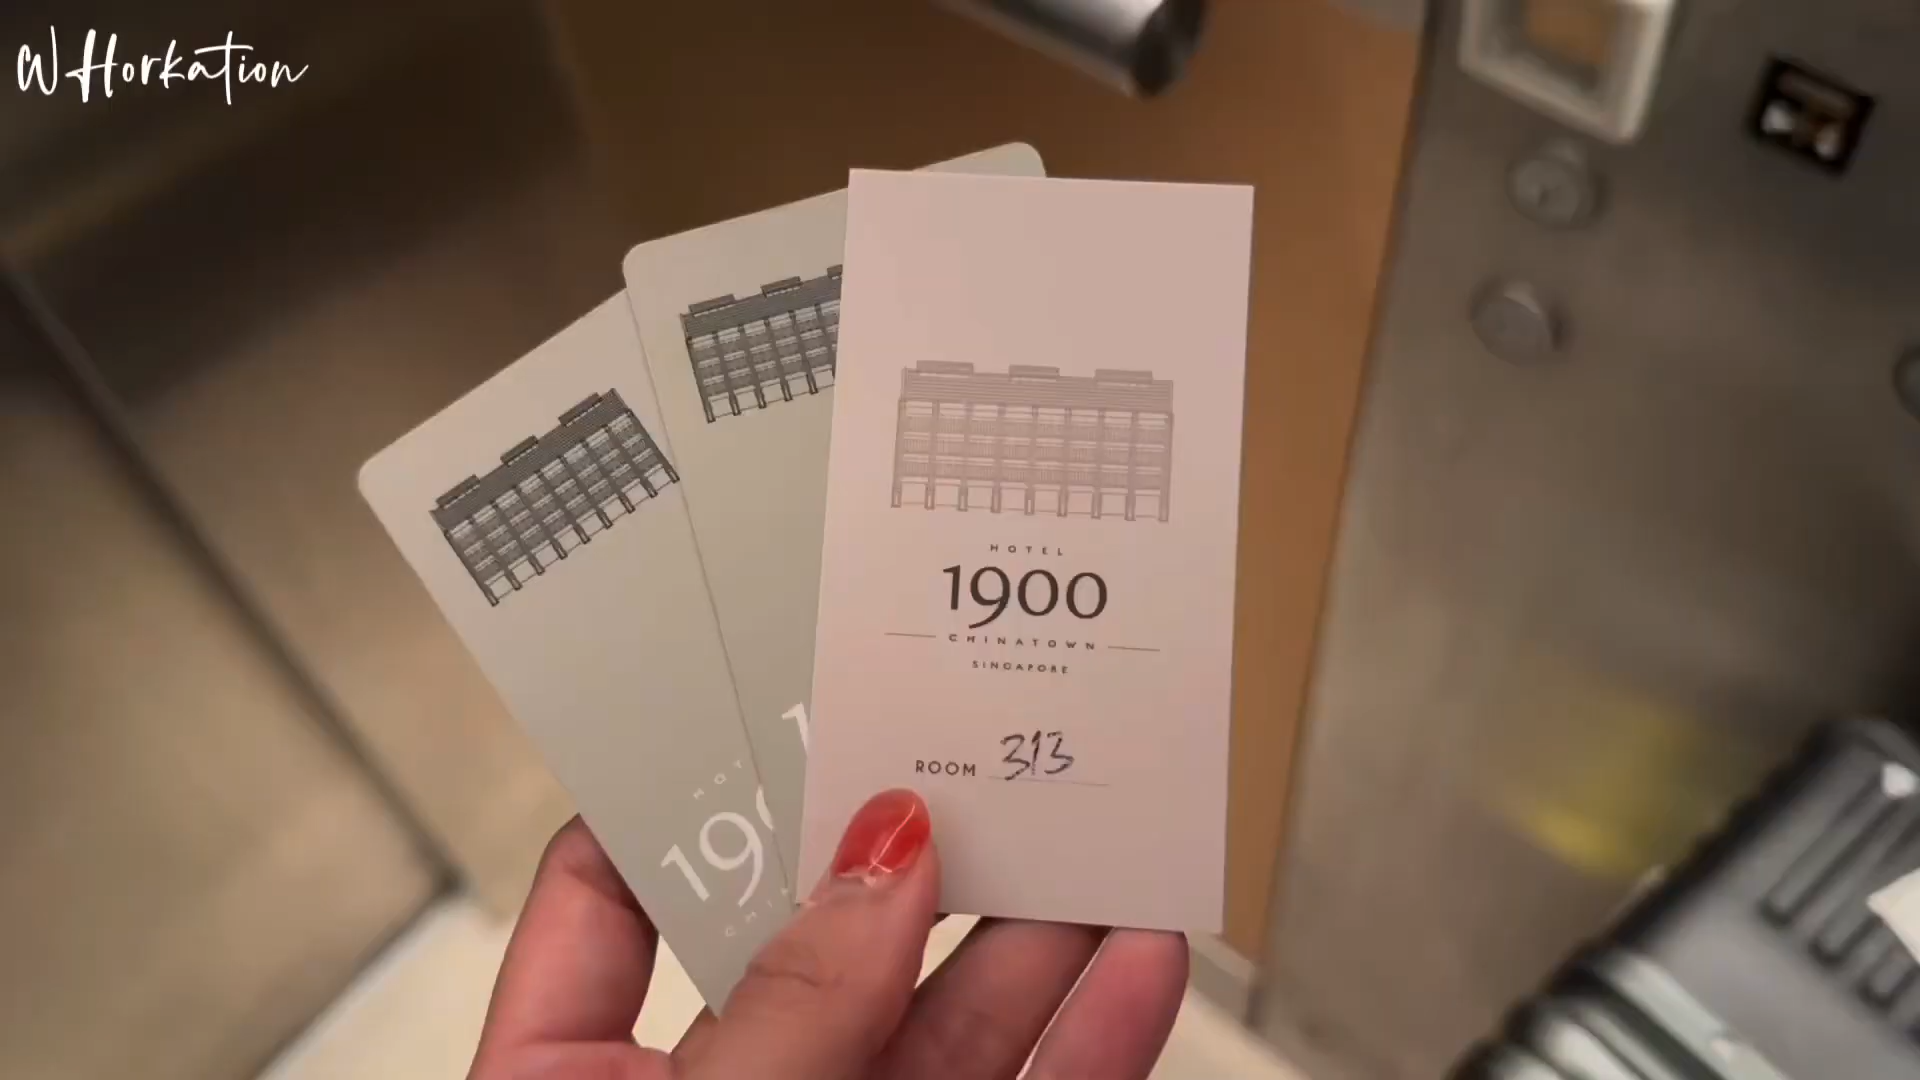 WHorkation
HOTEL
1900
CHINATOWN
SINGAPORE
ROOM 313